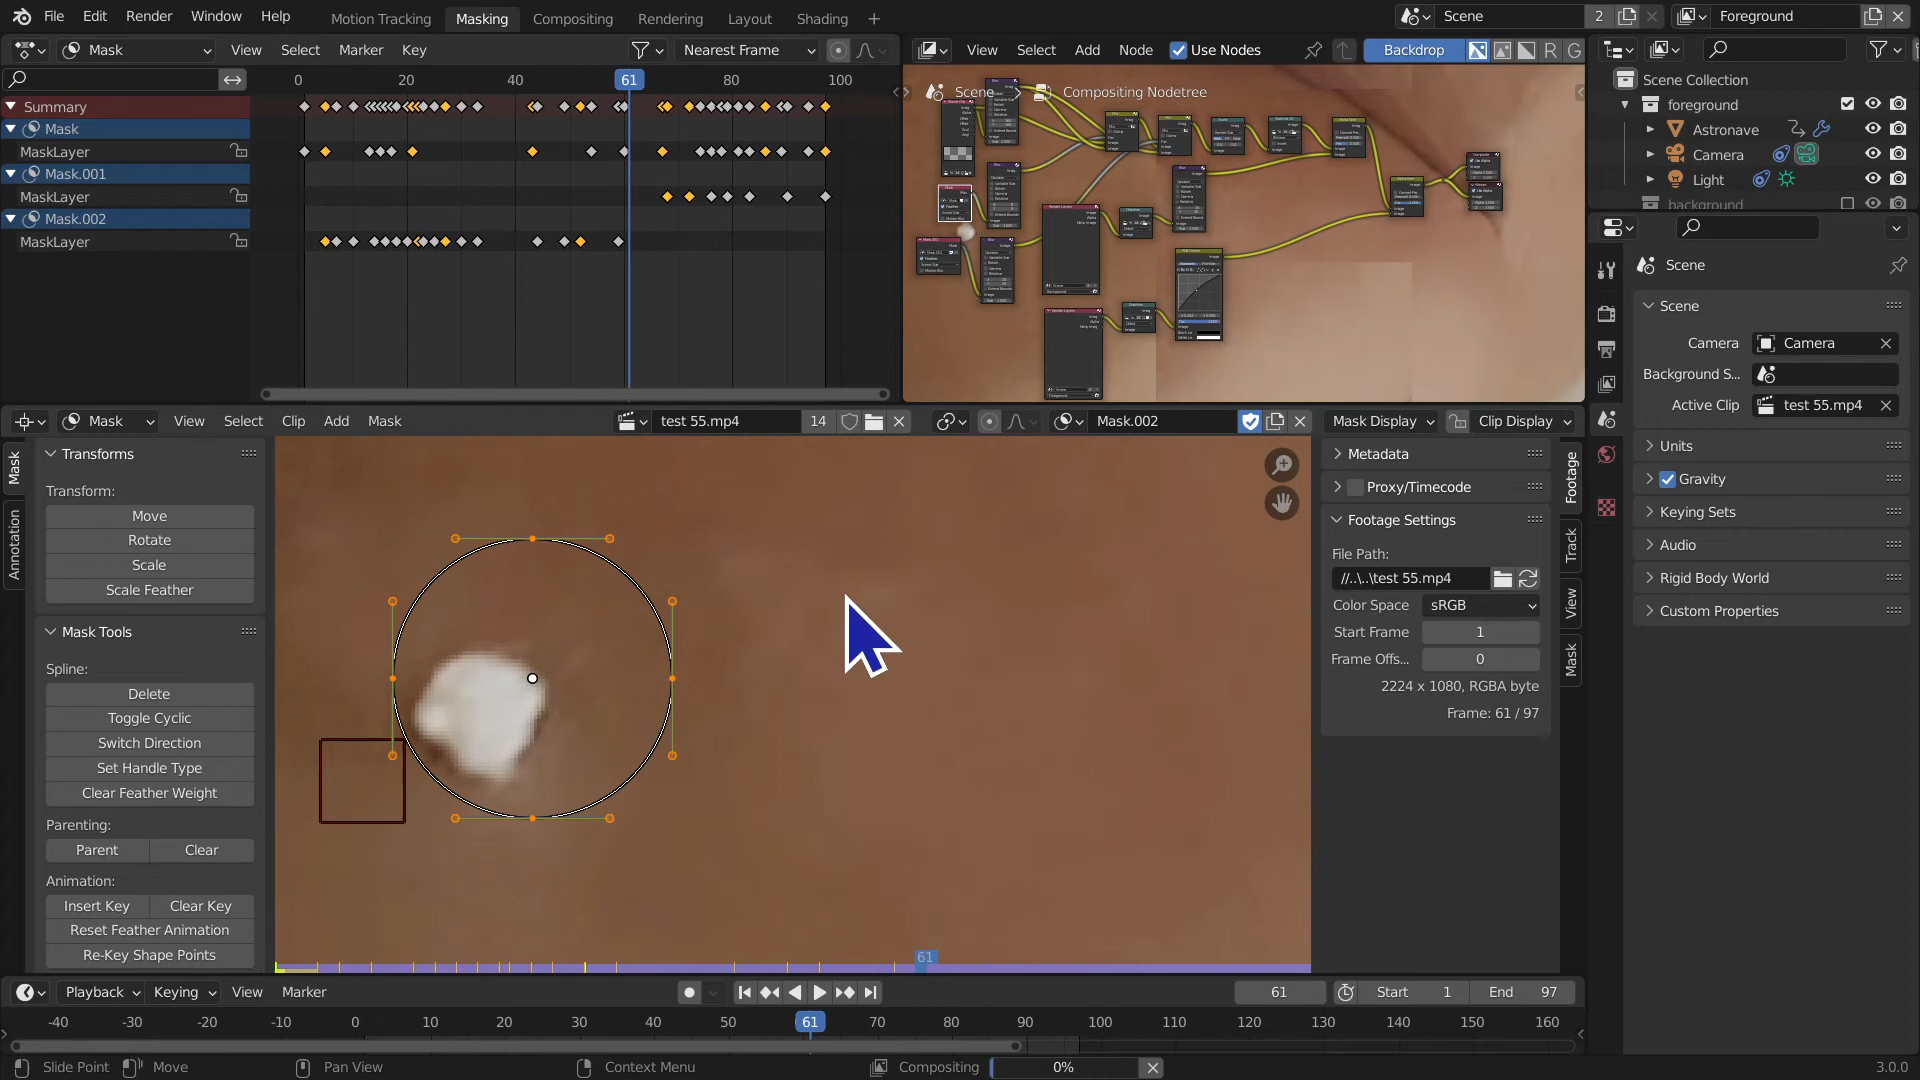 File Edit Render Window Help
Motion Tracking Masking Compositing Rendering Layout Shading
Scene 2
Foreground
Mask View Select Marker Key
Nearest Frame
View Select Add Node Use Nodes
Backdrop
R G
0 20 40 61 80 100
Summary
Mask
MaskLayer
Mask.001
MaskLayer
Mask.002
MaskLayer
Scene Compositing Nodetree
Scene Collection
foreground
Astronave
Camera
Light
background
Scene
Scene
Camera Camera
Background S...
Active Clip test 55.mp4
Units
Gravity
Keying Sets
Audio
Rigid Body World
Custom Properties
Mask View Select Clip Add Mask
test 55.mp4 14
Mask.002
Mask Display Clip Display
Mask
Annotation
Transforms
Transform:
Move
Rotate
Scale
Scale Feather
Mask Tools
Spline:
Delete
Toggle Cyclic
Switch Direction
Set Handle Type
Clear Feather Weight
Parenting:
Parent Clear
Animation:
Insert Key Clear Key
Reset Feather Animation
Re-Key Shape Points
61
Metadata
Proxy/Timecode
Footage Settings
File Path:
//..\..\test 55.mp4
Color Space sRGB
Start Frame 1
Frame Offs... 0
2224 x 1080, RGBA byte
Frame: 61 / 97
Footage
Track
View
Mask
Playback Keying View Marker
61
Start 1 End 97
-40 -30 -20 -10 0 10 20 30 40 50 61 70 80 90 100 110 120 130 140 150 160
Slide Point Move Pan View Context Menu Compositing 0% 3.0.0